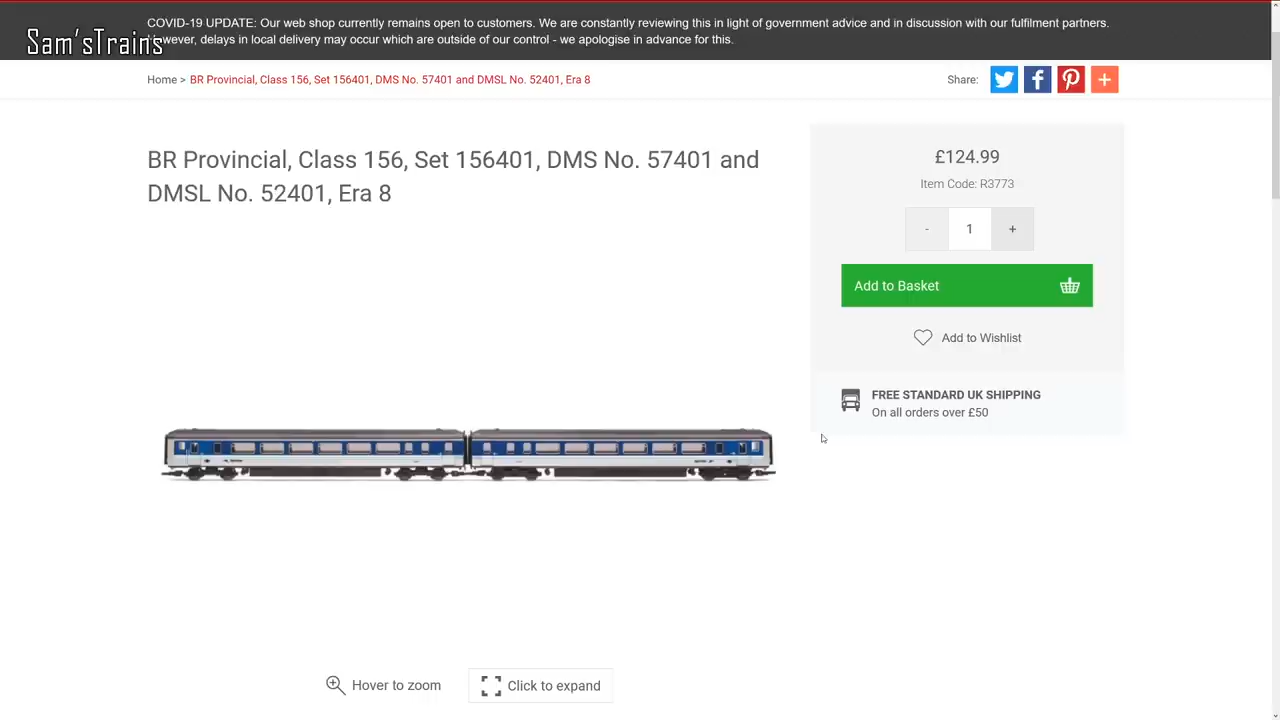 COVID-19 UPDATE: Our web shop currently remains open to customers. We are constantly reviewing this in light of government advice and in discussion with our fulfilment partners.
However, delays in local delivery may occur which are outside of our control - we apologise in advance for this.
Sam'sTrains
Home > BR Provincial, Class 156, Set 156401, DMS No. 57401 and DMSL No. 52401, Era 8
Share:
BR Provincial, Class 156, Set 156401, DMS No. 57401 and
DMSL No. 52401, Era 8
£124.99
Item Code: R3773
- 1 +
Add to Basket
Add to Wishlist
FREE STANDARD UK SHIPPING
On all orders over £50
Hover to zoom
Click to expand